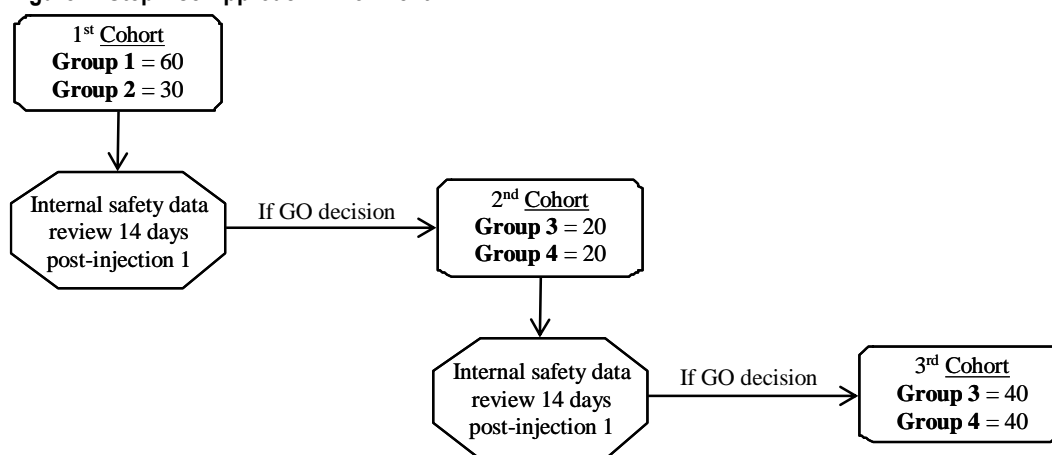 1st Cohort
Group 1 = 60
Group 2 = 30
Internal safety data
review 14 days
post-injection 1
If GO decision
2nd Cohort
Group 3 = 20
Group 4 = 20
Internal safety data
review 14 days
post-injection 1
If GO decision
3rd Cohort
Group 3 = 40
Group 4 = 40